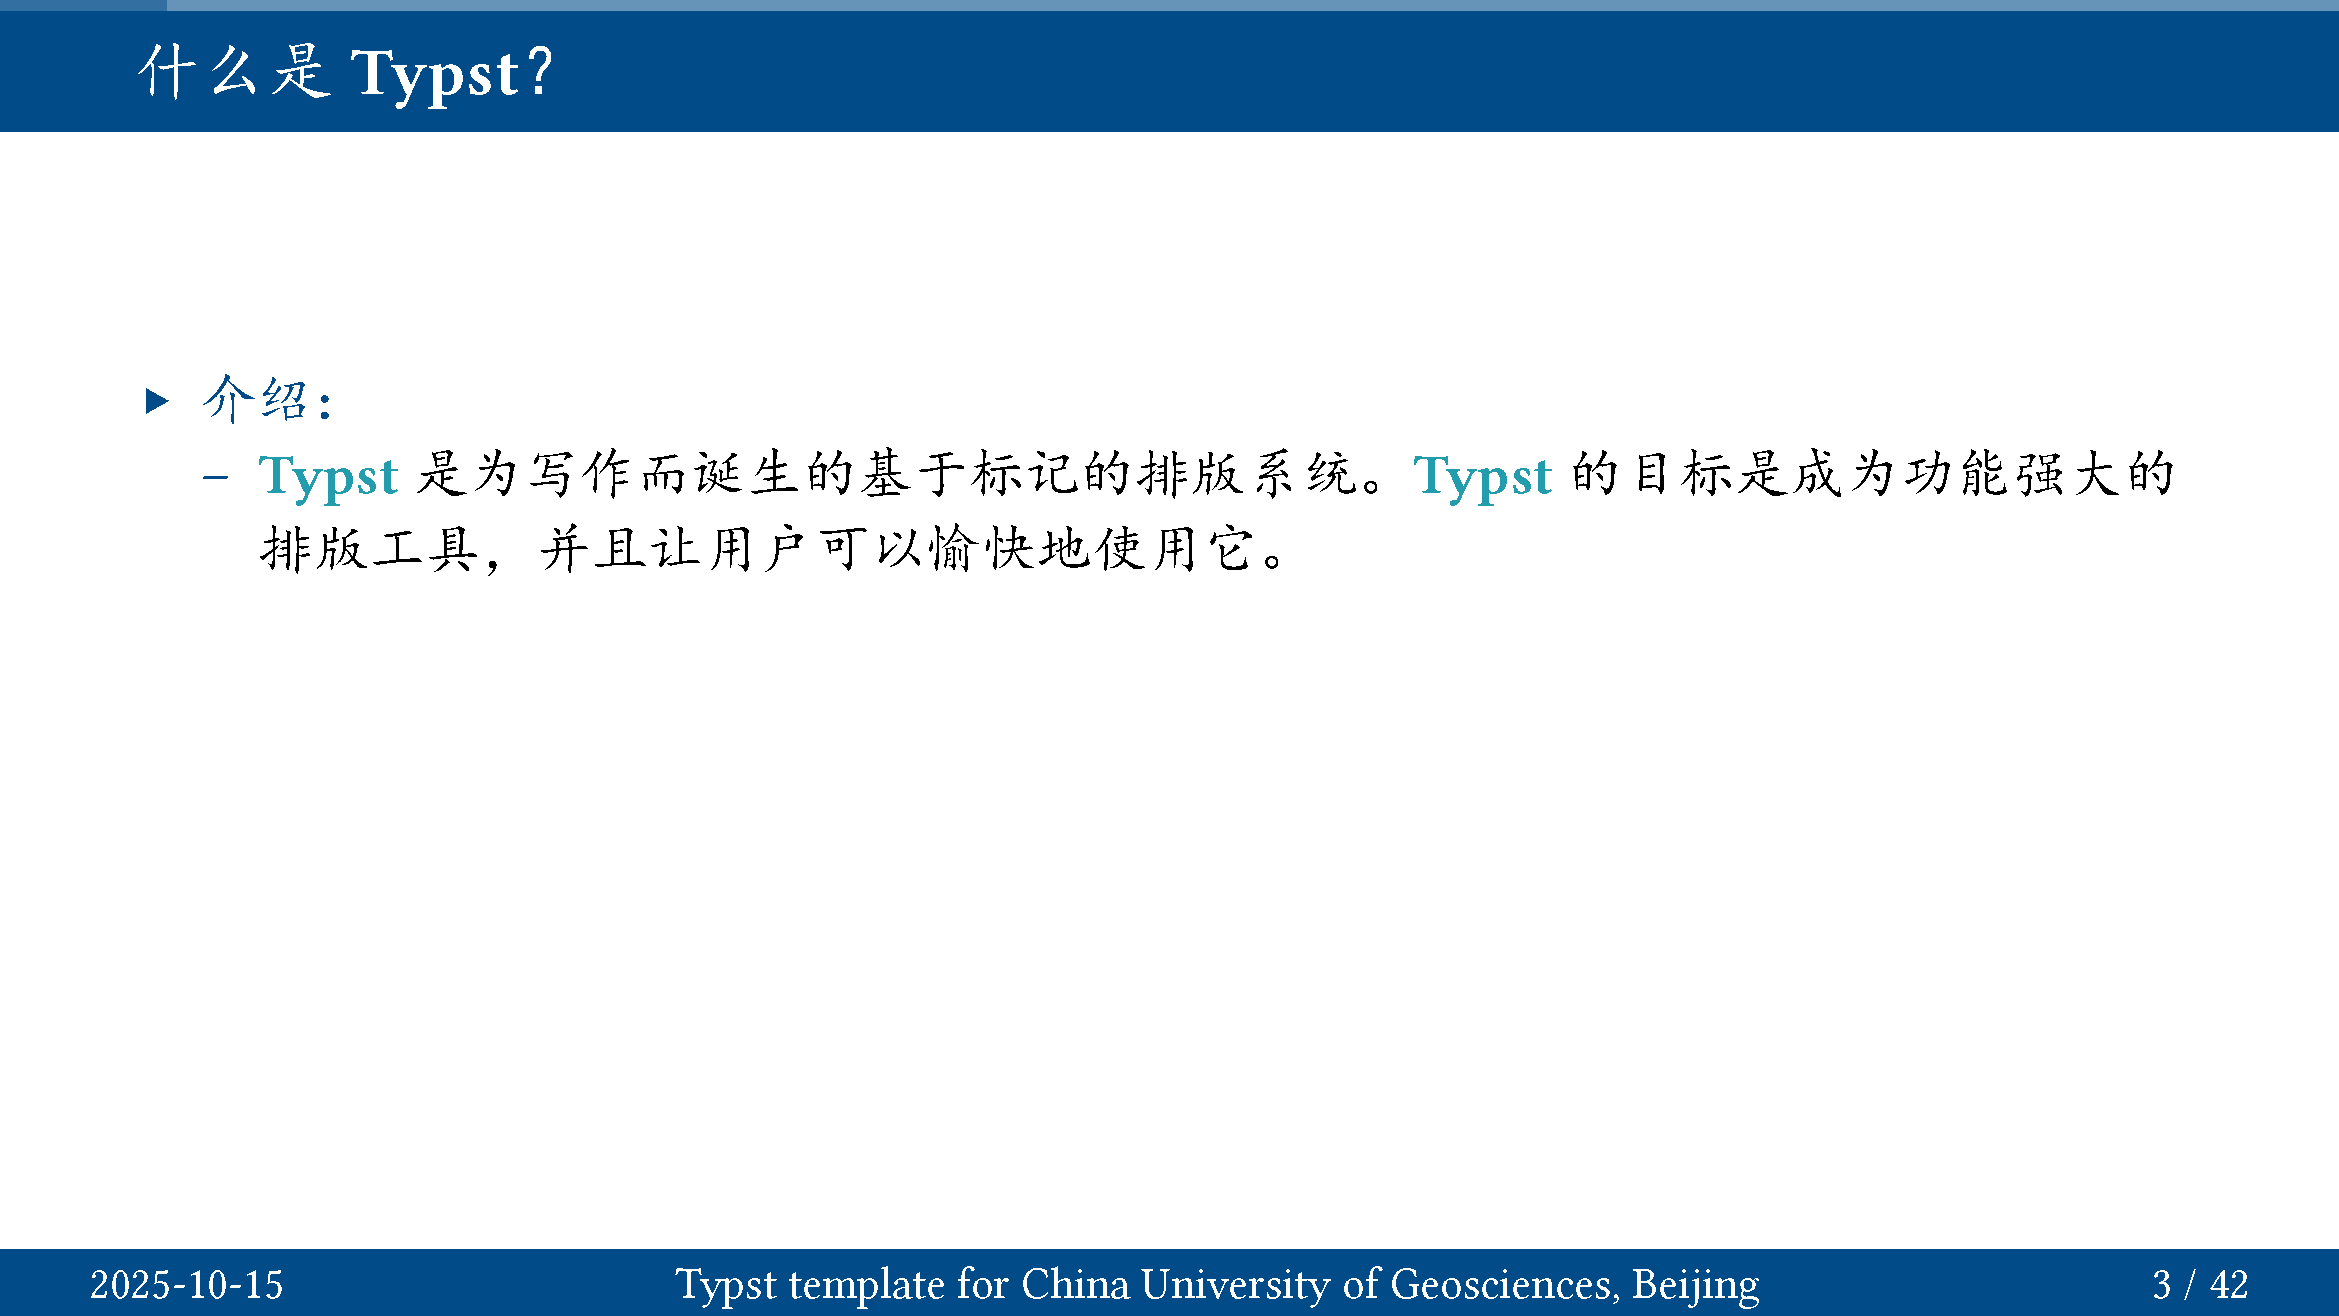 什么是 Typst？
▶ 介绍：
– Typst 是为写作而诞生的基于标记的排版系统。Typst 的目标是成为功能强大的
排版工具，并且让用户可以愉快地使用它。
2025-10-15 Typst template for China University of Geosciences, Beijing 3 / 42